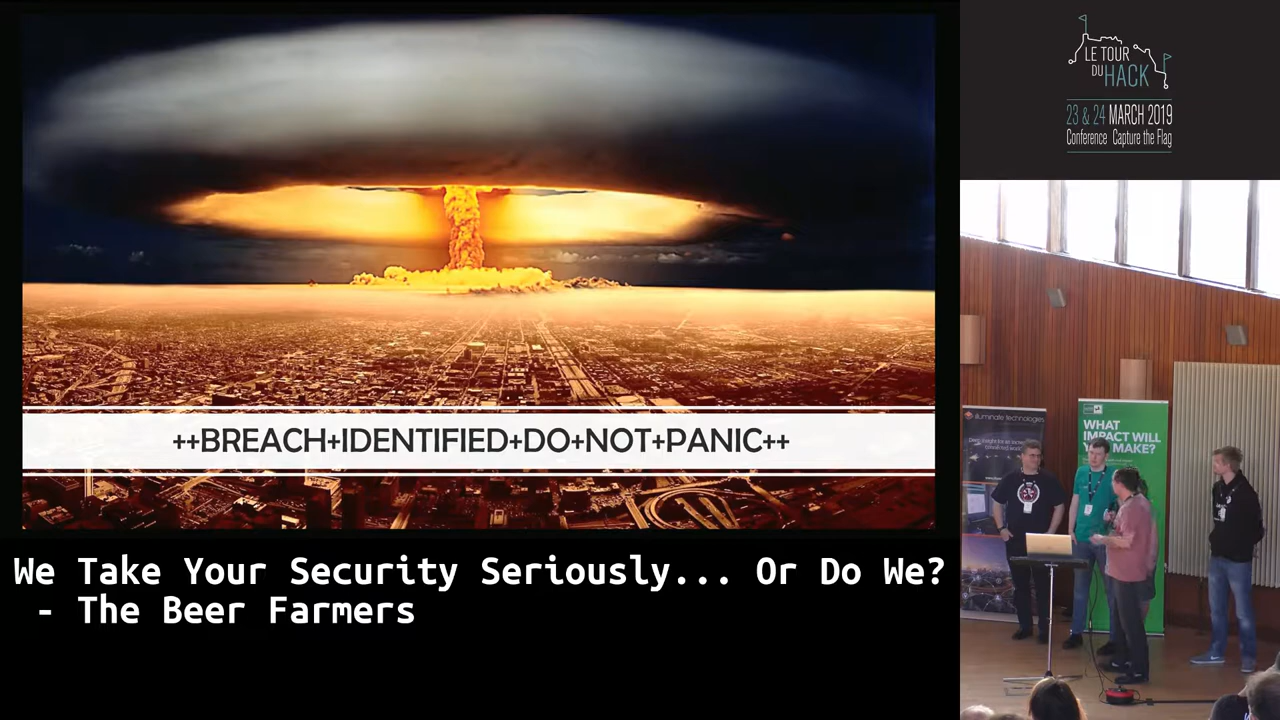 ++BREACH+IDENTIFIED+DO+NOT+PANIC++
We Take Your Security Seriously... Or Do We?
- The Beer Farmers
LE TOUR
DU HACK
23 & 24 MARCH 2019
Conference Capture the Flag
illuminate technologies
WHAT
IMPACT WILL
YOU MAKE?